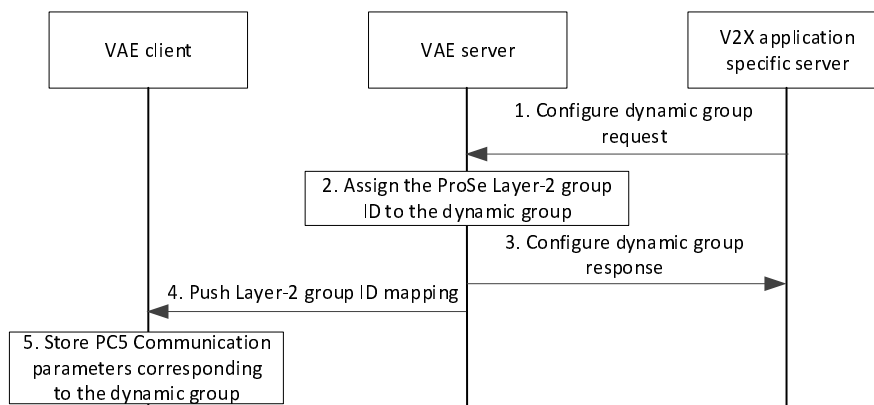 VAE client
VAE server
V2X application
specific server
1. Configure dynamic group
request
2. Assign the ProSe Layer-2 group
ID to the dynamic group
3. Configure dynamic group
response
4. Push Layer-2 group ID mapping
5. Store PC5 Communication
parameters corresponding
to the dynamic group